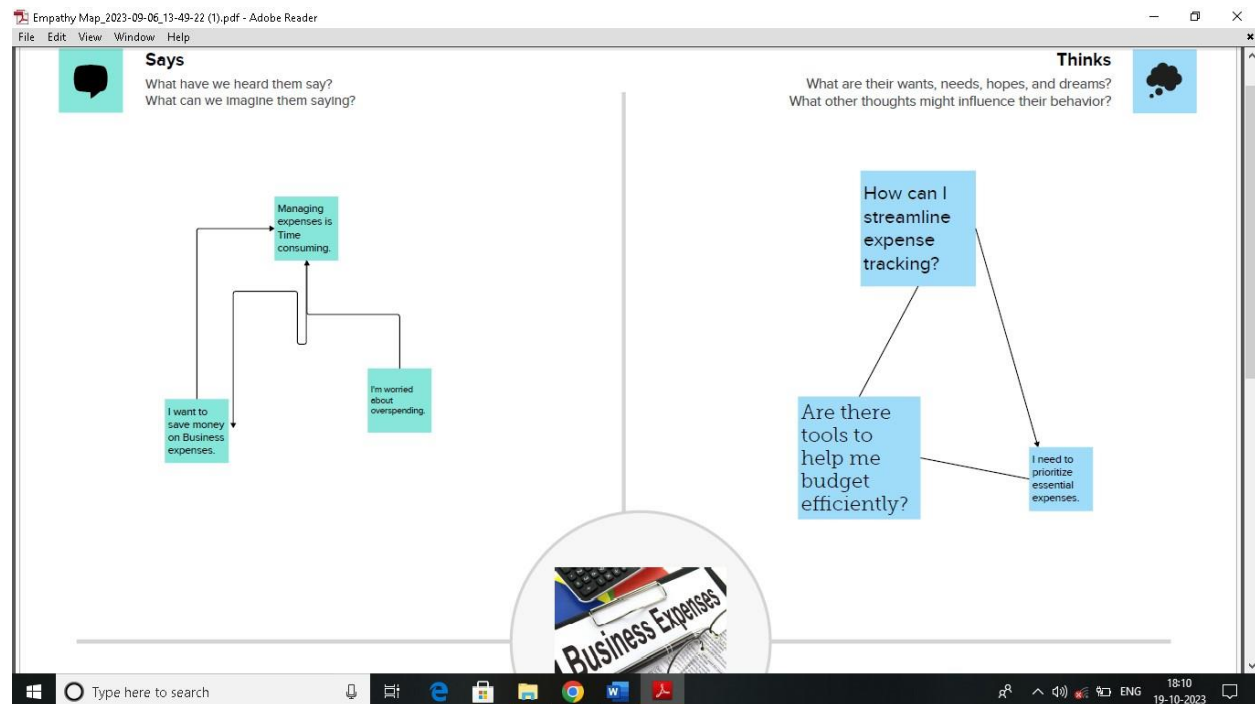 Empathy Map_2023-09-06_13-49-22 (1).pdf - Adobe Reader
File Edit View Window Help
Says
What have we heard them say?
What can we imagine them saying?
Thinks
What are their wants, needs, hopes, and dreams?
What other thoughts might influence their behavior?
Managing
expenses is
Time
consuming.
I want to
save money
on Business
expenses.
I'm worried
about
overspending.
How can I
streamline
expense
tracking?
Are there
tools to
help me
budget
efficiently?
I need to
prioritize
essential
expenses.
Business Expenses
Type here to search
ENG
18:10
19-10-2023